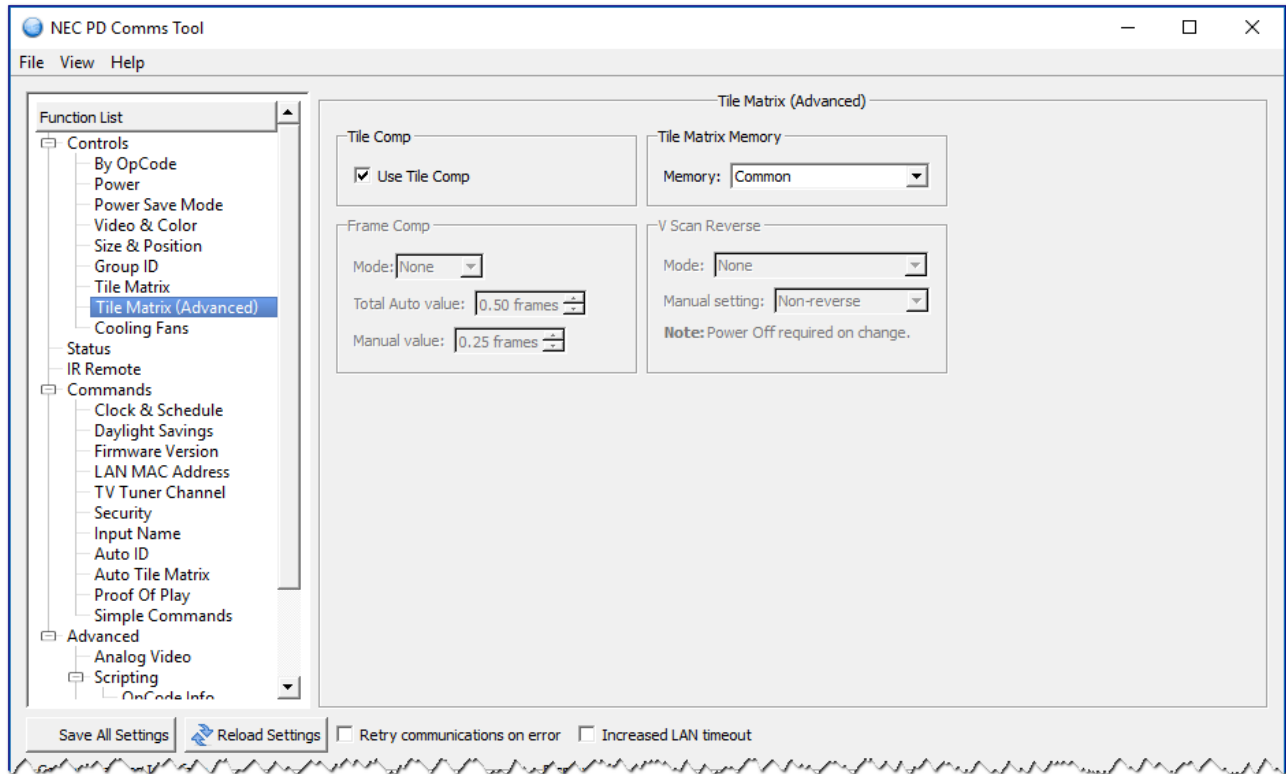 NEC PD Comms Tool
File View Help
Function List
Controls
By OpCode
Power
Power Save Mode
Video & Color
Size & Position
Group ID
Tile Matrix
Tile Matrix (Advanced)
Cooling Fans
Status
IR Remote
Commands
Clock & Schedule
Daylight Savings
Firmware Version
LAN MAC Address
TV Tuner Channel
Security
Input Name
Auto ID
Auto Tile Matrix
Proof Of Play
Simple Commands
Advanced
Analog Video
Scripting
OpCode Info
Tile Matrix (Advanced)
Tile Comp
Use Tile Comp
Tile Matrix Memory
Memory: Common
Frame Comp
Mode: None
Total Auto value: 0.50 frames
Manual value: 0.25 frames
V Scan Reverse
Mode: None
Manual setting: Non-reverse
Note: Power Off required on change.
Save All Settings Reload Settings Retry communications on error Increased LAN timeout